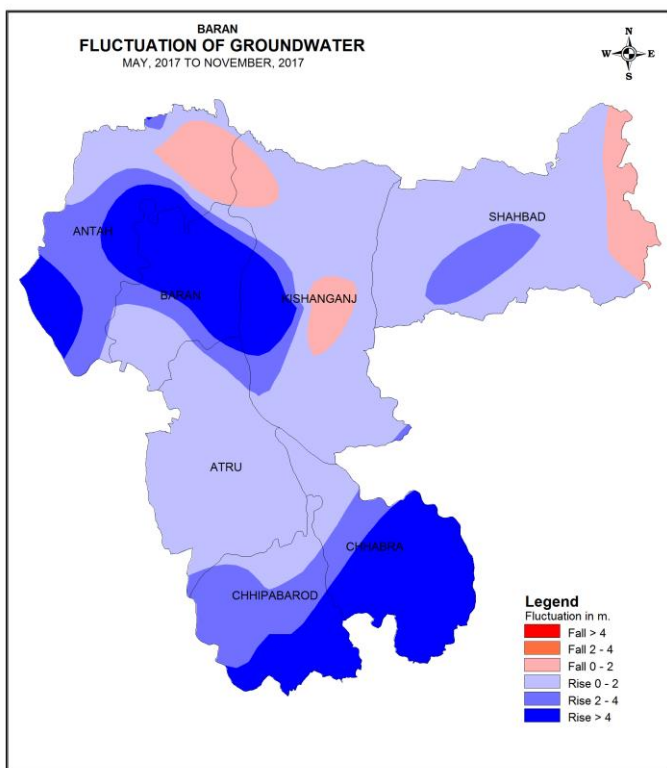 BARAN
FLUCTUATION OF GROUNDWATER
MAY, 2017 TO NOVEMBER, 2017
N
W E
S
SHAHBAD
ANTAH
BARAN
KISHANGANJ
ATRU
CHHABRA
CHHIPABAROD
Legend
Fluctuation in m.
Fall > 4
Fall 2 - 4
Fall 0 - 2
Rise 0 - 2
Rise 2 - 4
Rise > 4